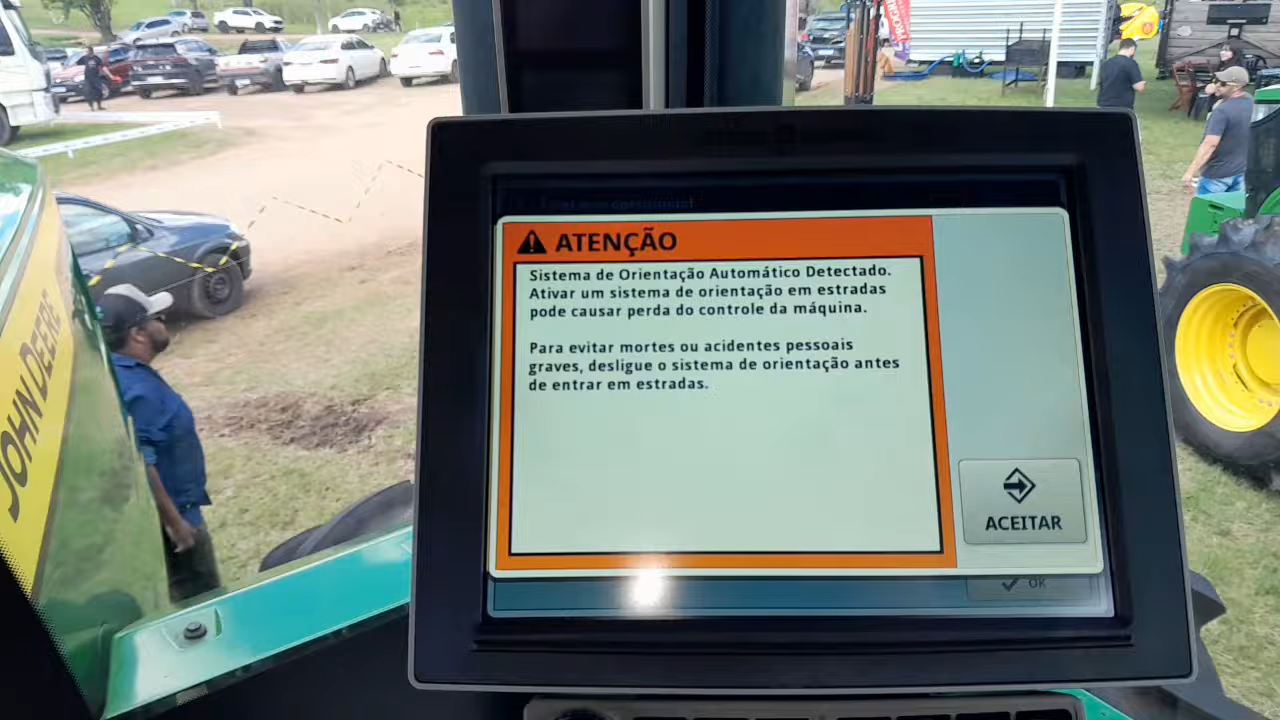 ATENÇÃO
Sistema de Orientação Automático Detectado.
Ativar um sistema de orientação em estradas
pode causar perda do controle da máquina.
Para evitar mortes ou acidentes pessoais
graves, desligue o sistema de orientação antes
de entrar em estradas.
ACEITAR
OK
JOHN DEERE